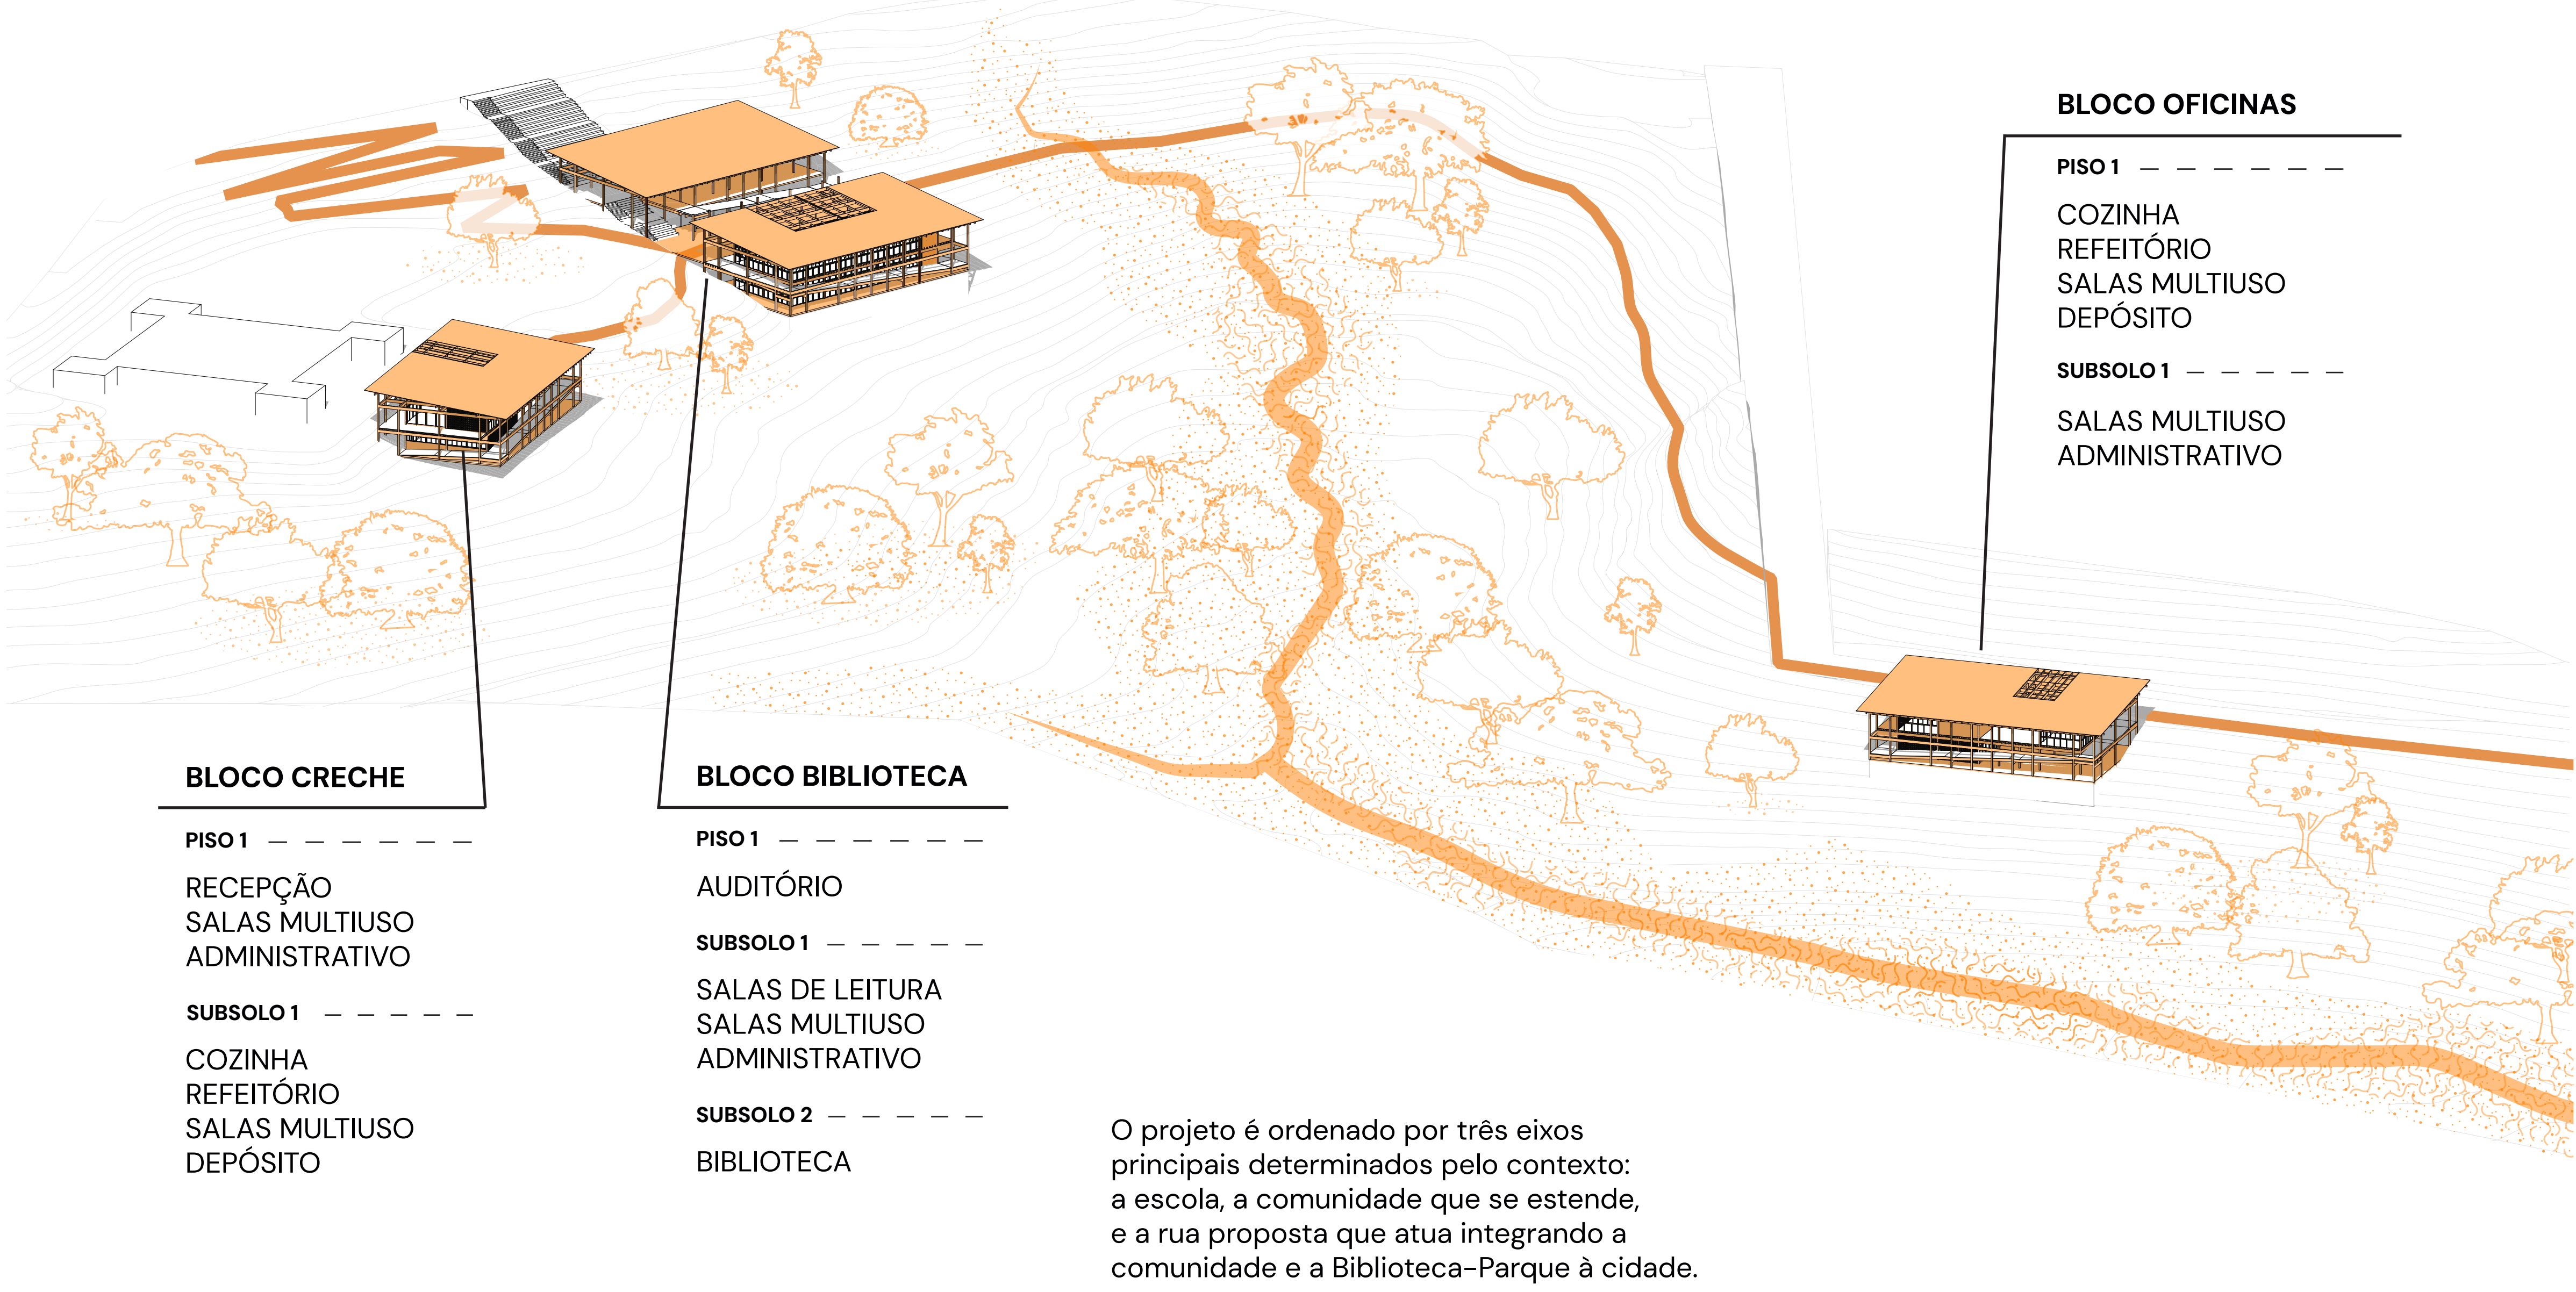 BLOCO OFICINAS
PISO 1
COZINHA
REFEITÓRIO
SALAS MULTIUSO
DEPÓSITO
SUBSOLO 1
SALAS MULTIUSO
ADMINISTRATIVO
BLOCO CRECHE
PISO 1
RECEPÇÃO
SALAS MULTIUSO
ADMINISTRATIVO
SUBSOLO 1
COZINHA
REFEITÓRIO
SALAS MULTIUSO
DEPÓSITO
BLOCO BIBLIOTECA
PISO 1
AUDITÓRIO
SUBSOLO 1
SALAS DE LEITURA
SALAS MULTIUSO
ADMINISTRATIVO
SUBSOLO 2
BIBLIOTECA
O projeto é ordenado por três eixos
principais determinados pelo contexto:
a escola, a comunidade que se estende,
e a rua proposta que atua integrando a
comunidade e a Biblioteca-Parque à cidade.